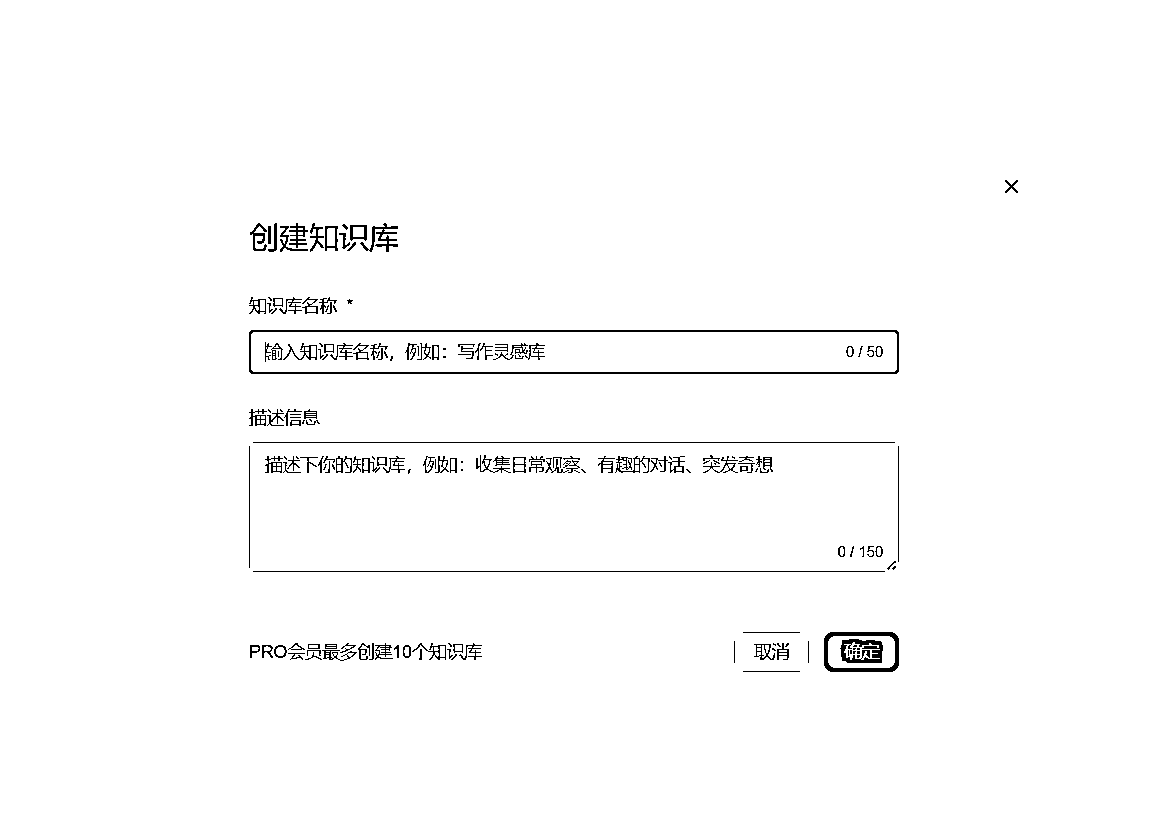 创建知识库
知识库名称 *
输入知识库名称，例如：写作灵感库 0 / 50
描述信息
描述下你的知识库，例如：收集日常观察、有趣的对话、突发奇想
0 / 150
PRO会员最多创建10个知识库 取消 确定